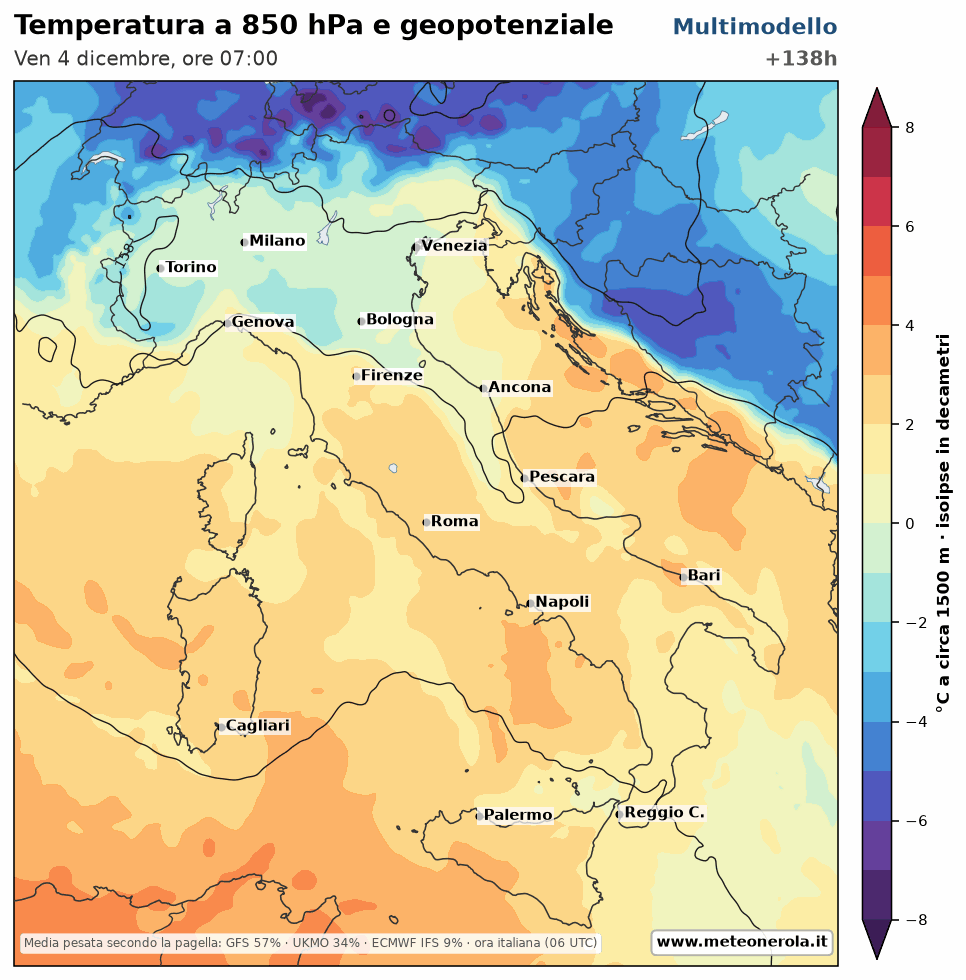 Temperatura a 850 hPa e geopotenziale
Multimodello
Ven 4 dicembre, ore 07:00
+138h
Milano
Venezia
Torino
Genova
Bologna
Firenze
Ancona
Pescara
Roma
Bari
Napoli
Cagliari
Palermo
Reggio C.
8
6
4
2
0
−2
−4
−6
−8
°C a circa 1500 m · isoipse in decametri
Media pesata secondo la pagella: GFS 57% · UKMO 34% · ECMWF IFS 9% · ora italiana (06 UTC)
www.meteonerola.it